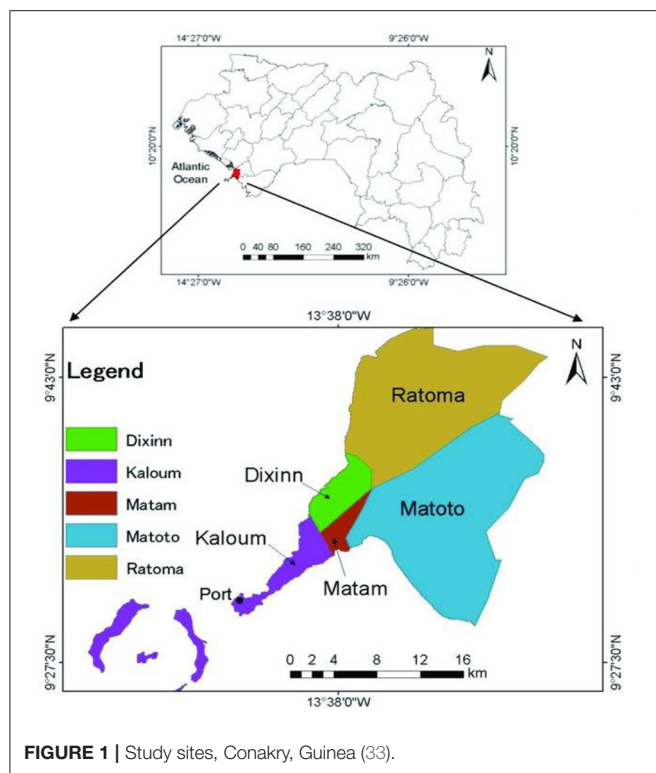 14°27'0"W
9°26'0"W
N
10°20'0"N
Atlantic
Ocean
0 40 80 160 240 320
km
14°27'0"W
9°26'0"W
13°38'0"W
9°43'0"N
9°43'0"N
Legend
N
Dixinn
Kaloum
Matam
Matoto
Ratoma
Ratoma
Dixinn
Matoto
Kaloum
Port
Matam
0 2 4 8 12 16
km
9°27'30"N
9°27'30"N
13°38'0"W
FIGURE 1 | Study sites, Conakry, Guinea (33).